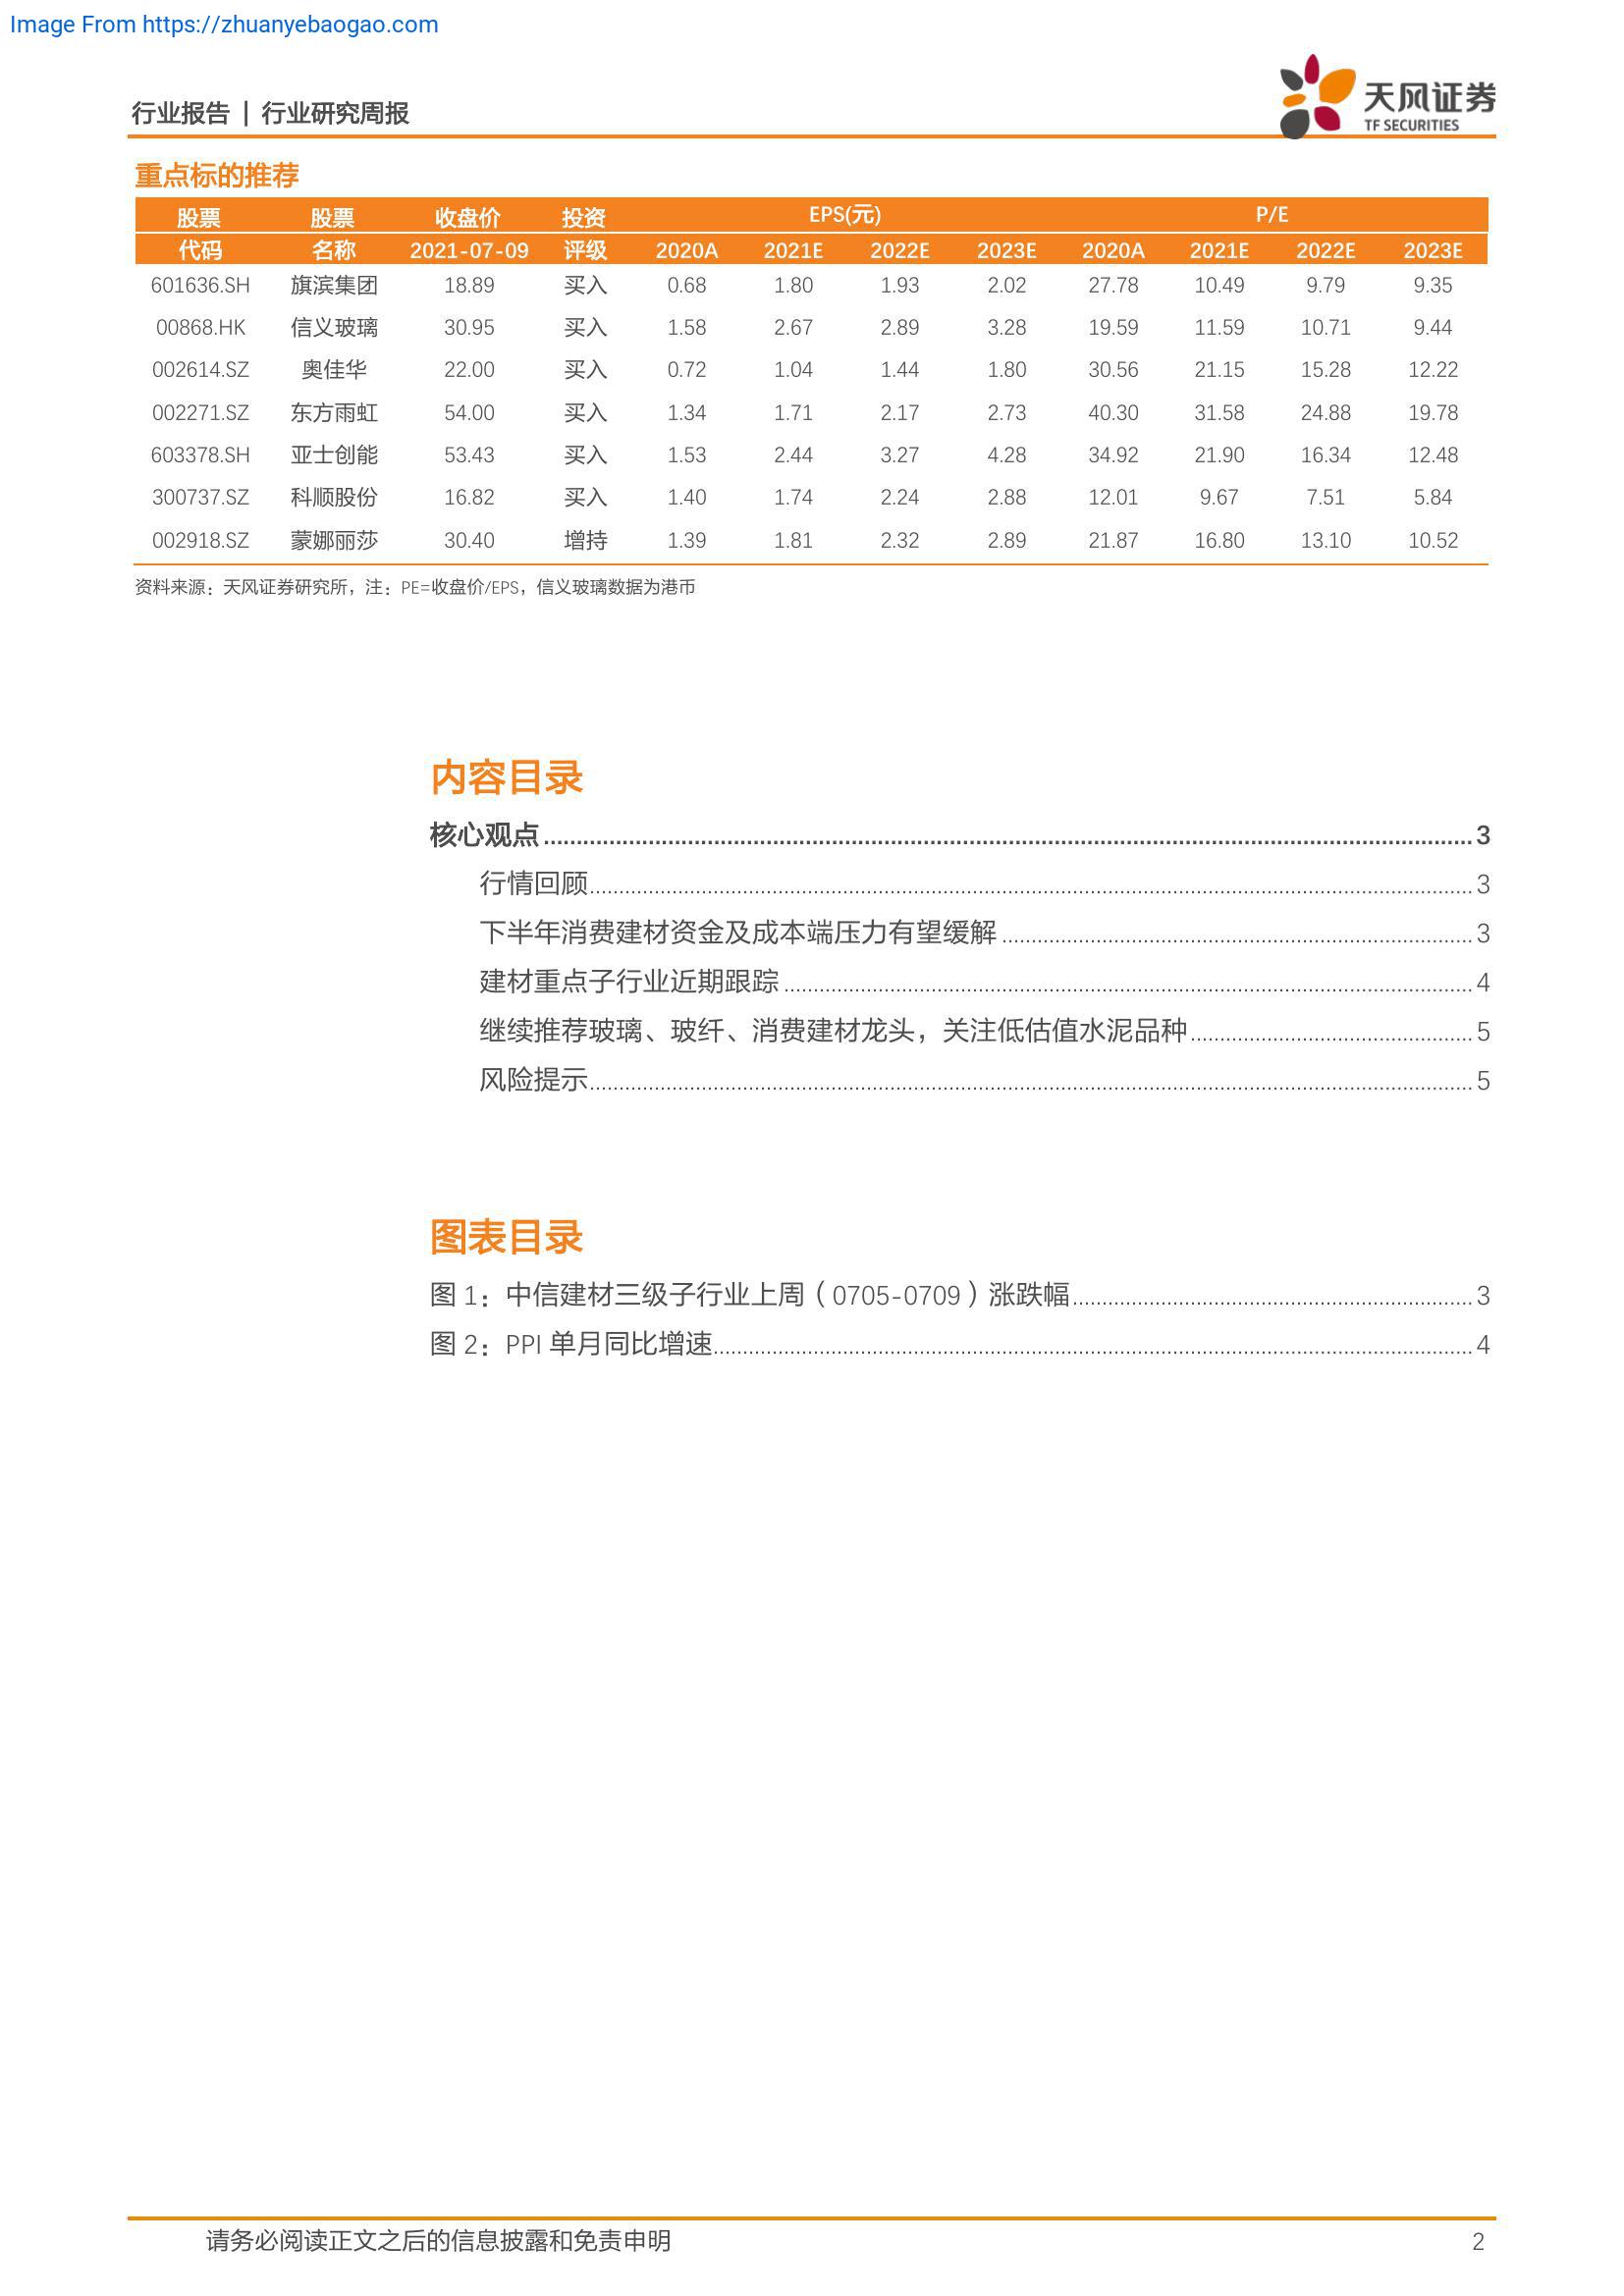 Image From https://zhuanyebaogao.com
行业报告 | 行业研究周报
天风证券
TF SECURITIES
重点标的推荐
股票 股票 收盘价 投资 EPS(元) P/E
代码 名称 2021-07-09 评级 2020A 2021E 2022E 2023E 2020A 2021E 2022E 2023E
601636.SH 旗滨集团 18.89 买入 0.68 1.80 1.93 2.02 27.78 10.49 9.79 9.35
00868.HK 信义玻璃 30.95 买入 1.58 2.67 2.89 3.28 19.59 11.59 10.71 9.44
002614.SZ 奥佳华 22.00 买入 0.72 1.04 1.44 1.80 30.56 21.15 15.28 12.22
002271.SZ 东方雨虹 54.00 买入 1.34 1.71 2.17 2.73 40.30 31.58 24.88 19.78
603378.SH 亚士创能 53.43 买入 1.53 2.44 3.27 4.28 34.92 21.90 16.34 12.48
300737.SZ 科顺股份 16.82 买入 1.40 1.74 2.24 2.88 12.01 9.67 7.51 5.84
002918.SZ 蒙娜丽莎 30.40 增持 1.39 1.81 2.32 2.89 21.87 16.80 13.10 10.52
资料来源：天风证券研究所，注：PE=收盘价/EPS，信义玻璃数据为港币
内容目录
核心观点 3
行情回顾 3
下半年消费建材资金及成本端压力有望缓解 3
建材重点子行业近期跟踪 4
继续推荐玻璃、玻纤、消费建材龙头，关注低估值水泥品种 5
风险提示 5
图表目录
图 1：中信建材三级子行业上周（0705-0709）涨跌幅 3
图 2：PPI 单月同比增速 4
请务必阅读正文之后的信息披露和免责申明 2